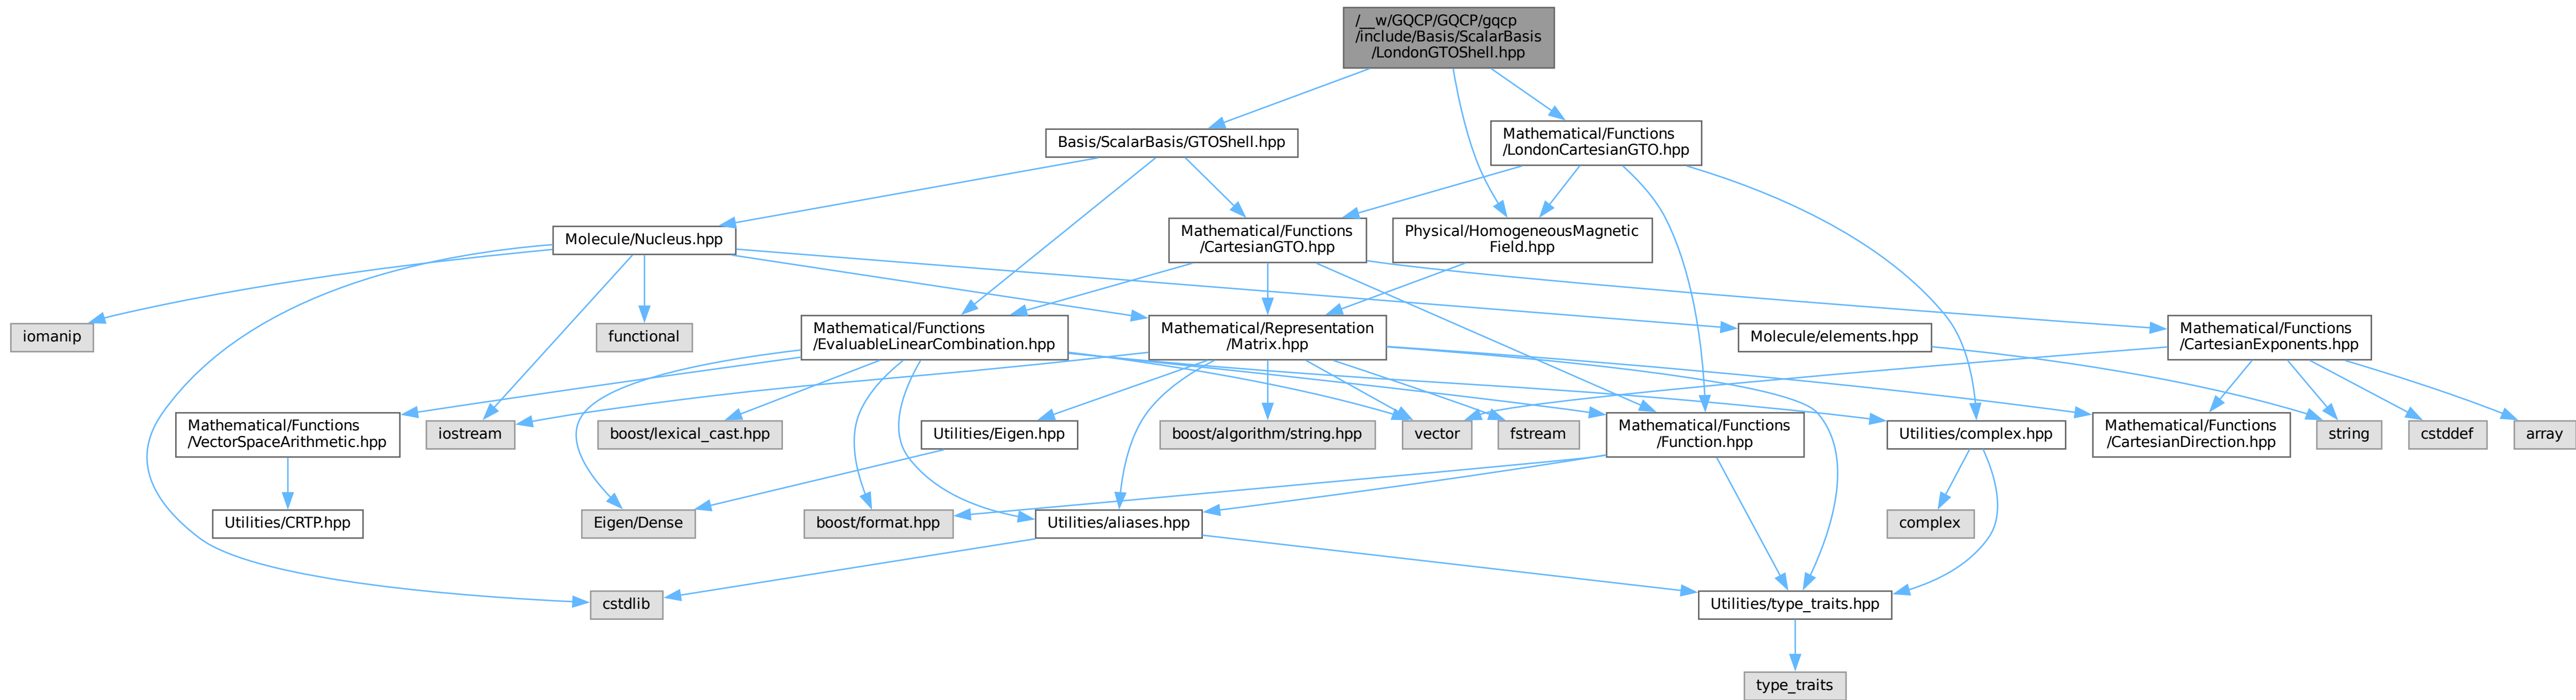 /__w/GQCP/GQCP/gqcp
/include/Basis/ScalarBasis
/LondonGTOShell.hpp
Basis/ScalarBasis/GTOShell.hpp
Mathematical/Functions
/LondonCartesianGTO.hpp
Molecule/Nucleus.hpp
Mathematical/Functions
/CartesianGTO.hpp
Physical/HomogeneousMagnetic
Field.hpp
iomanip
functional
Mathematical/Functions
/EvaluableLinearCombination.hpp
Mathematical/Representation
/Matrix.hpp
Molecule/elements.hpp
Mathematical/Functions
/CartesianExponents.hpp
Mathematical/Functions
/VectorSpaceArithmetic.hpp
iostream
boost/lexical_cast.hpp
Utilities/Eigen.hpp
boost/algorithm/string.hpp
vector
fstream
Mathematical/Functions
/Function.hpp
Utilities/complex.hpp
Mathematical/Functions
/CartesianDirection.hpp
string
cstddef
array
Utilities/CRTP.hpp
Eigen/Dense
boost/format.hpp
Utilities/aliases.hpp
complex
cstdlib
Utilities/type_traits.hpp
type_traits